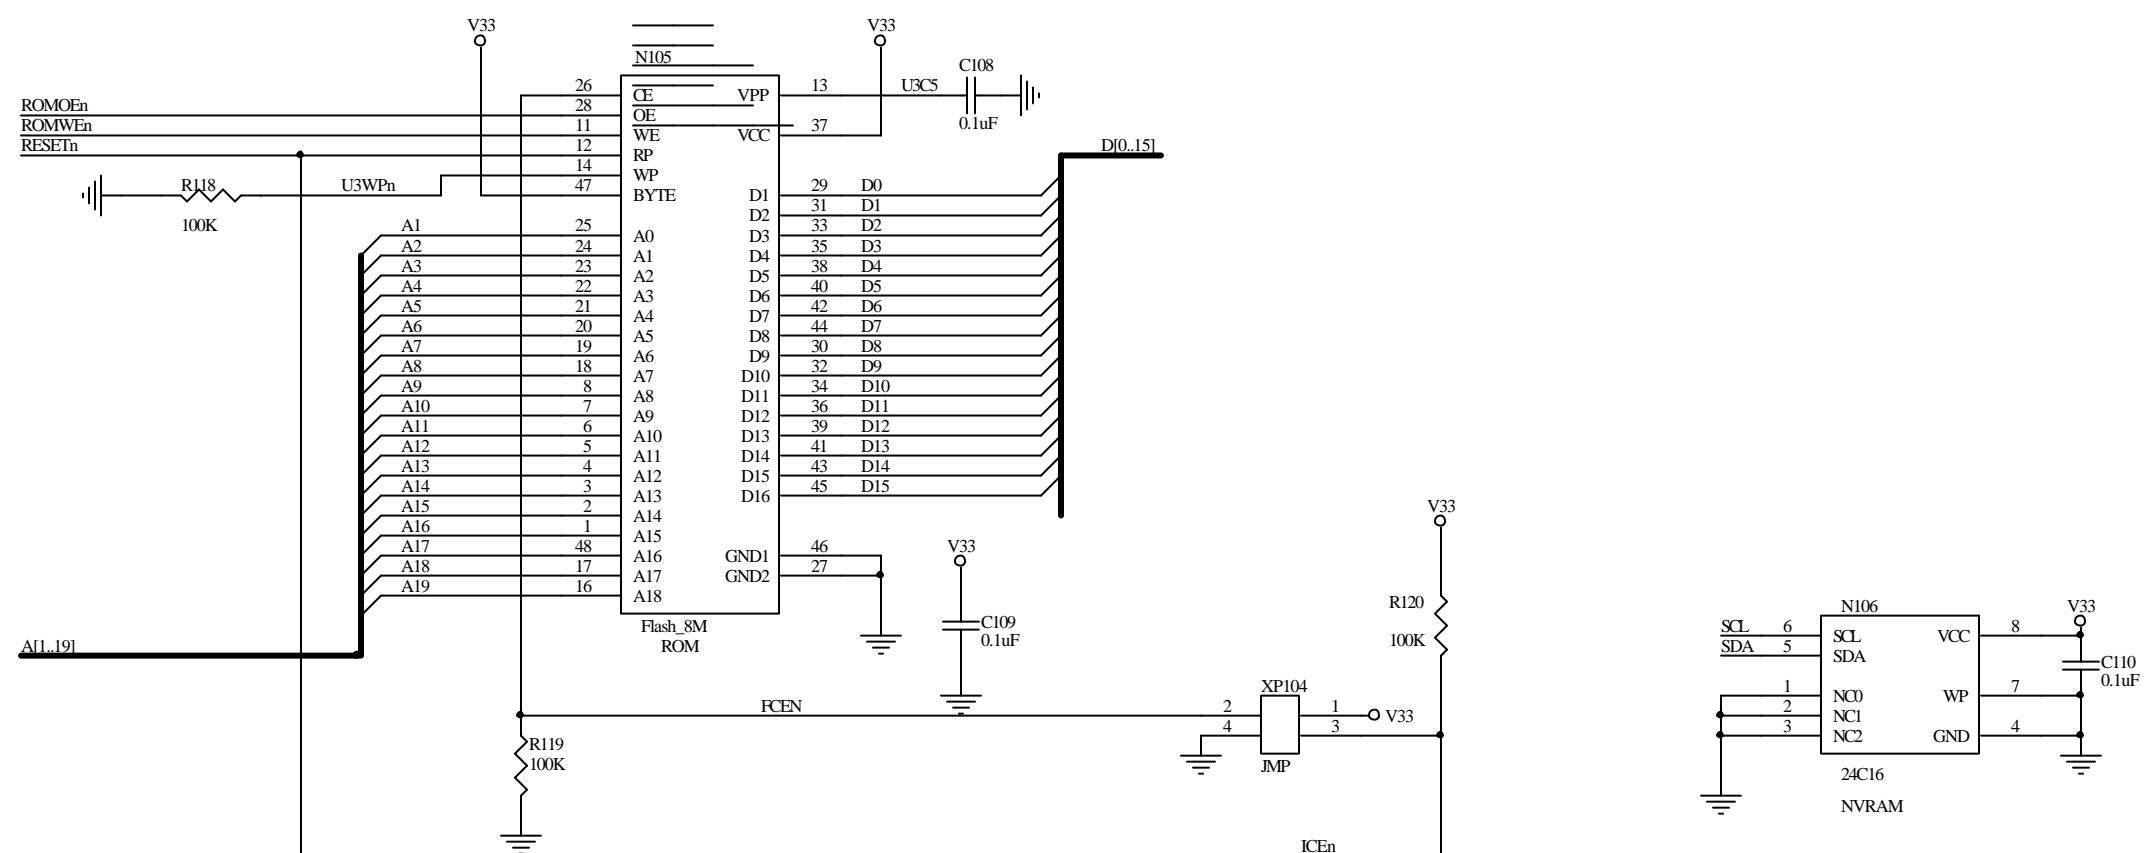 V33
V33
N105
C108
26 CE VPP 13 U3C5
0.1uF
ROMOEn 28 OE
ROMWEn 11 WE VCC 37
RESETn 12 RP
14 WP
R118 U3WPn
100K
47 BYTE
D[0..15]
D1 29 D0
D2 31 D1
A1 25 A0 D3 33 D2
A2 24 A1 D4 35 D3
A3 23 A2 D5 38 D4
A4 22 A3 D6 40 D5
A5 21 A4 D7 42 D6
A6 20 A5 D8 44 D7
A7 19 A6 D9 30 D8
A8 18 A7 D10 32 D9
A9 8 A8 D11 34 D10
A10 7 A9 D12 36 D11
A11 6 A10 D13 39 D12
A12 5 A11 D14 41 D13
A13 4 A12 D15 43 D14
A14 3 A13 D16 45 D15
A15 2 A14
A16 1 A15
A17 48 A16 GND1 46
A18 17 A17 GND2 27
A19 16 A18
Flash_8M
ROM
A[1..19]
V33
C109
0.1uF
V33
R120
100K
FCEN
R119
100K
XP104
2 1 V33
4 3
JMP
ICEn
N106
V33
SCL 6 SCL VCC 8
SDA 5 SDA
C110
0.1uF
1 NC0 WP 7
2 NC1
3 NC2 GND 4
24C16
NVRAM